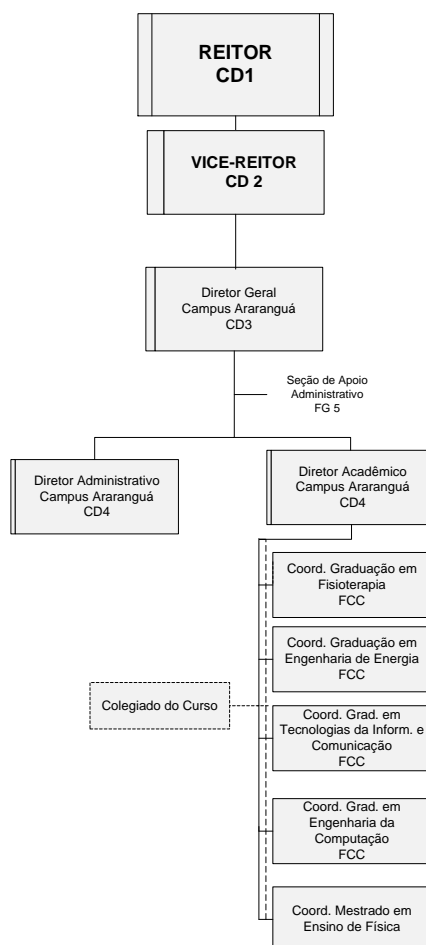 REITOR
CD1
VICE-REITOR
CD 2
Diretor Geral
Campus Araranguá
CD3
Seção de Apoio
Administrativo
FG 5
Diretor Administrativo
Campus Araranguá
CD4
Diretor Acadêmico
Campus Araranguá
CD4
Coord. Graduação em
Fisioterapia
FCC
Coord. Graduação em
Engenharia de Energia
FCC
Colegiado do Curso
Coord. Grad. em
Tecnologias da Inform. e
Comunicação
FCC
Coord. Grad. em
Engenharia da
Computação
FCC
Coord. Mestrado em
Ensino de Física